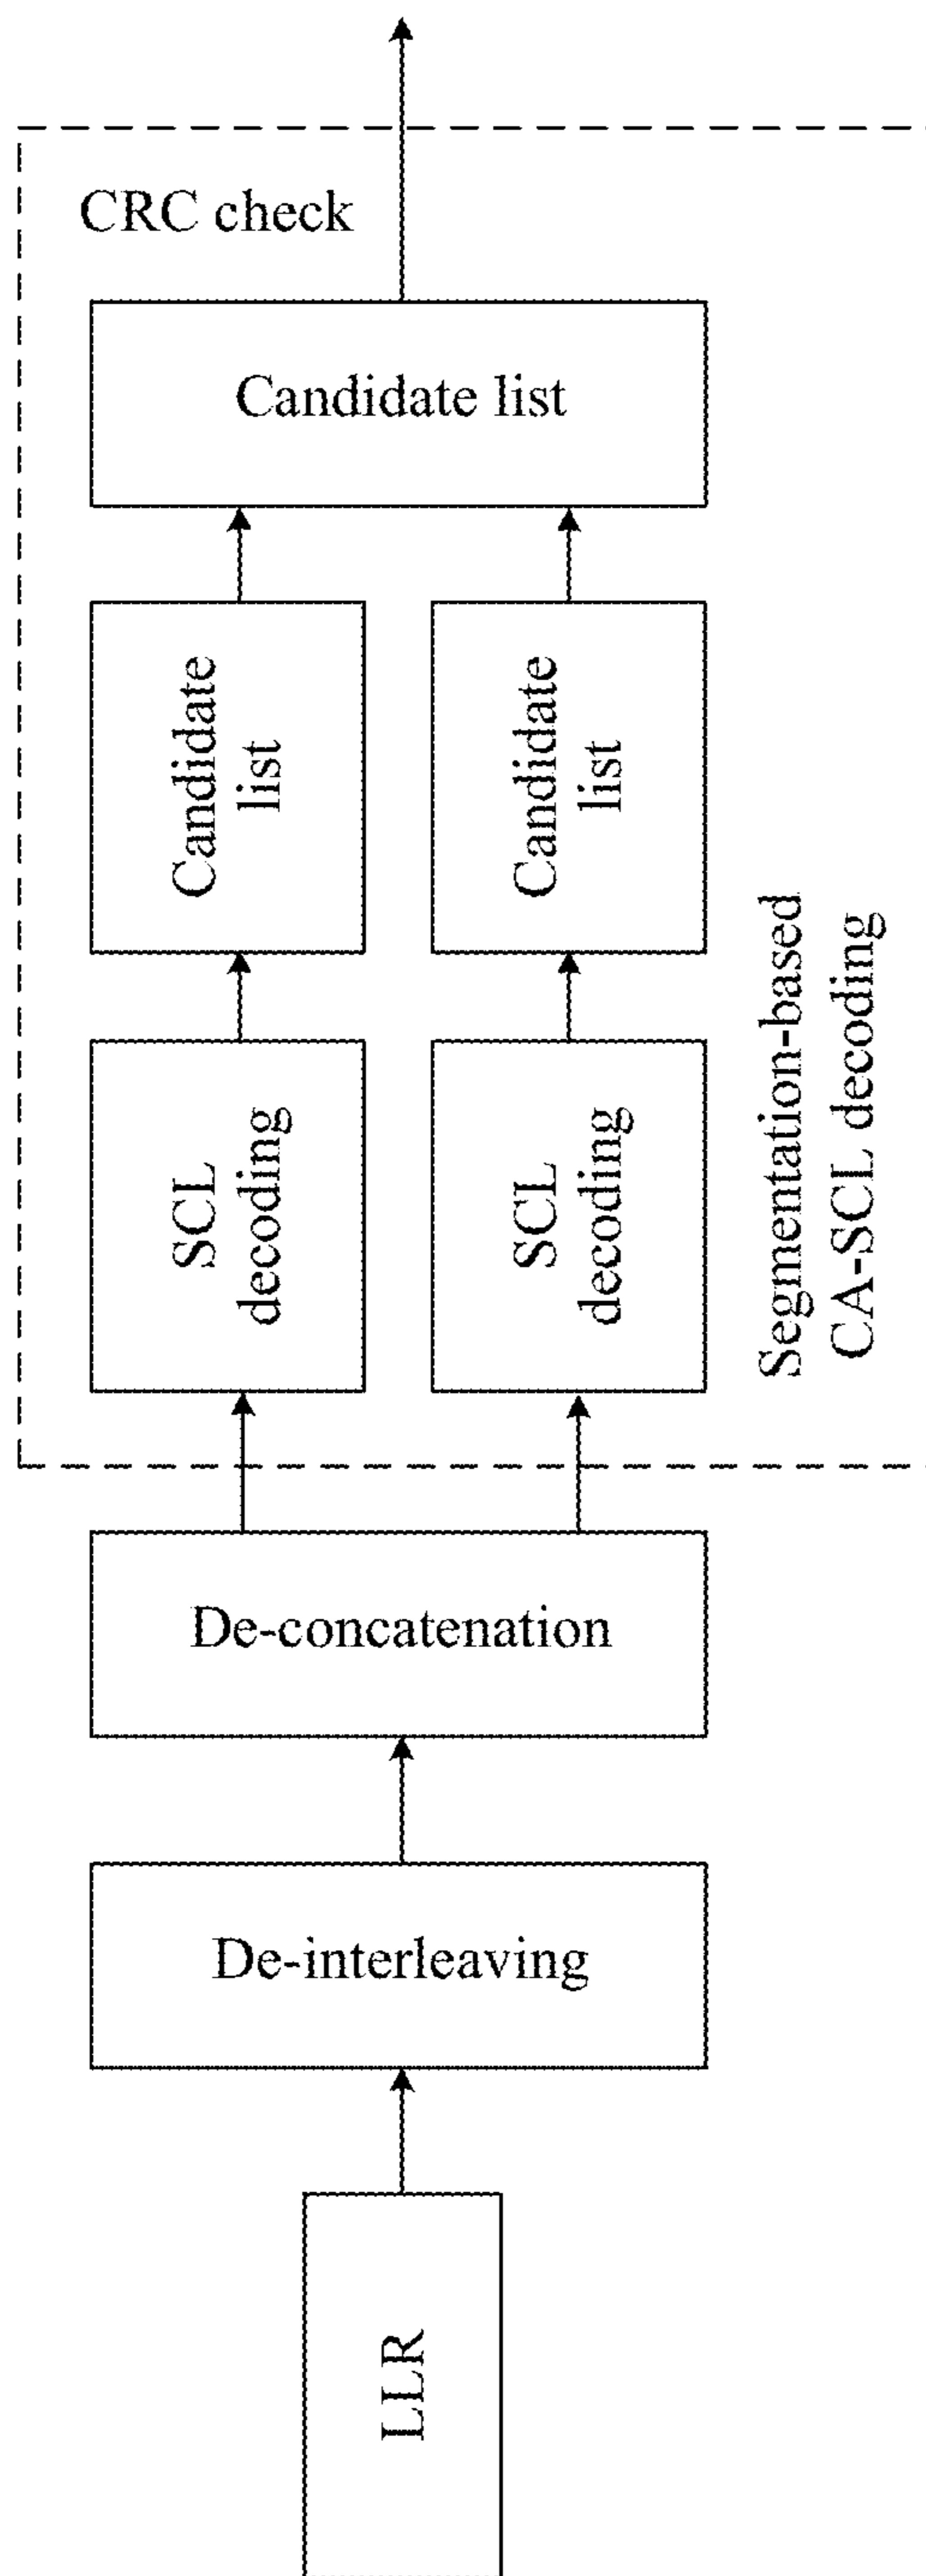 CRC check
Candidate list
Candidate
list
Candidate
list
SCL
decoding
SCL
decoding
Segmentation-based
CA-SCL decoding
De-concatenation
De-interleaving
LLR